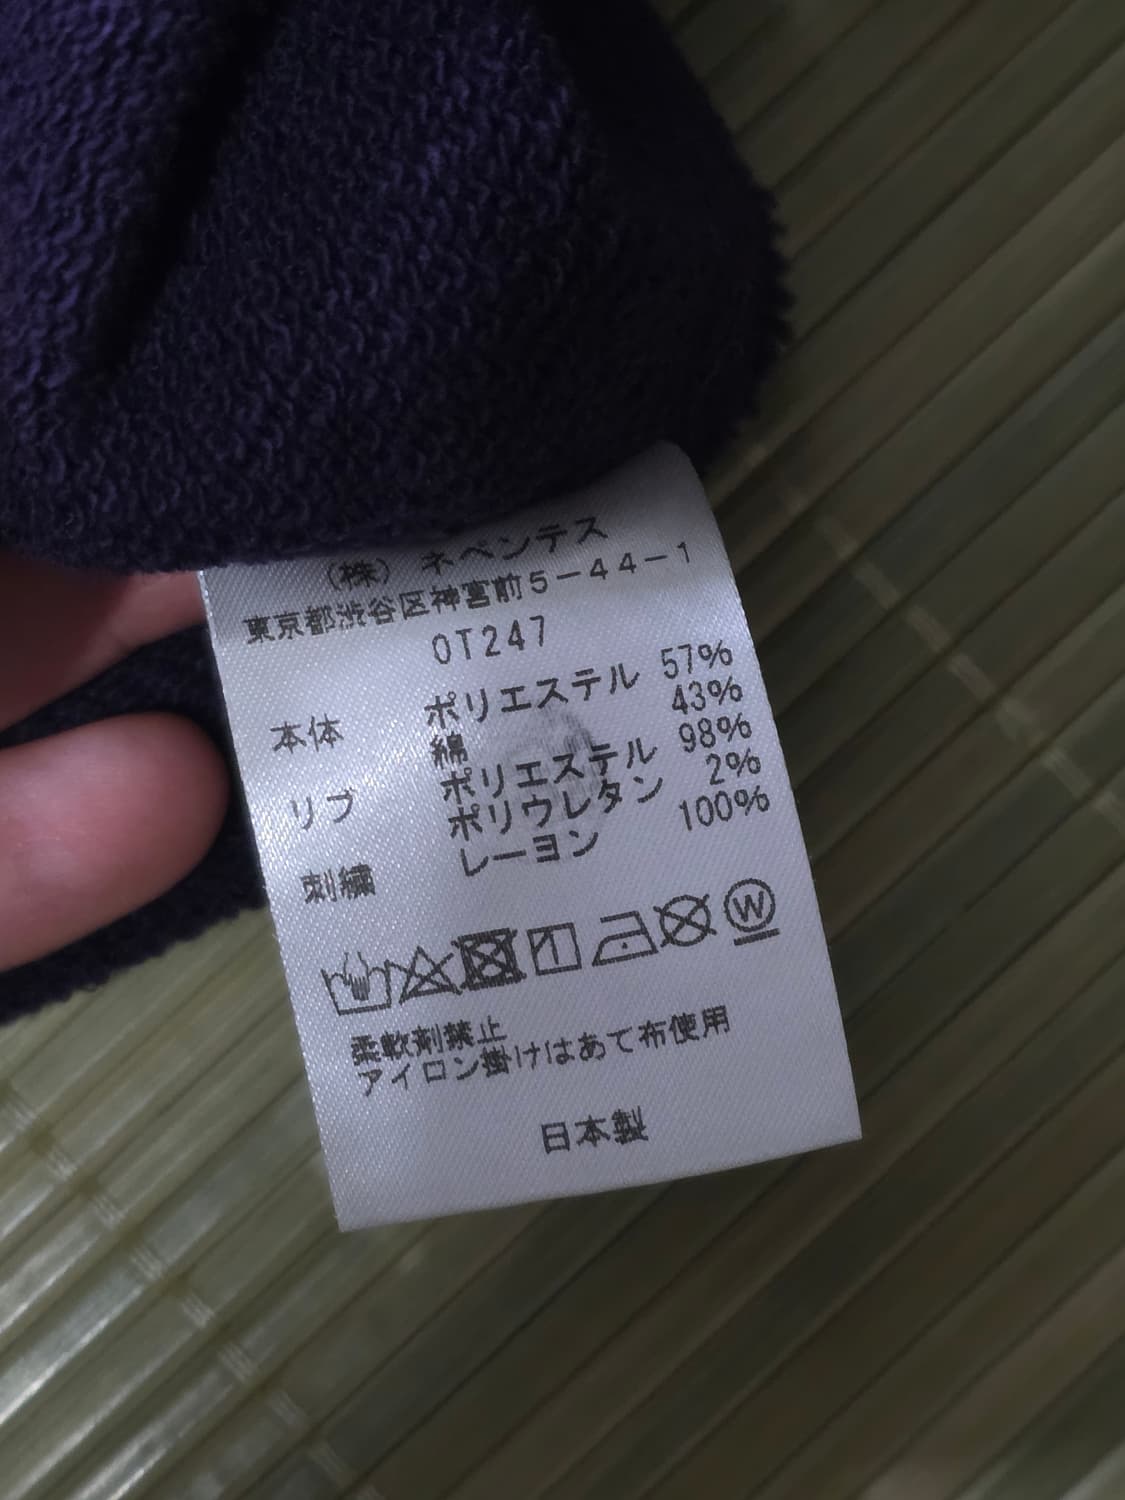 (株) ネペンテス
東京都渋谷区神宮前5-44-1
OT247
本体 ポリエステル 57%
綿 43%
リブ ポリエステル 98%
ポリウレタン 2%
刺繍 レーヨン 100%
W
柔軟剤禁止
アイロン掛けはあて布使用
日本製